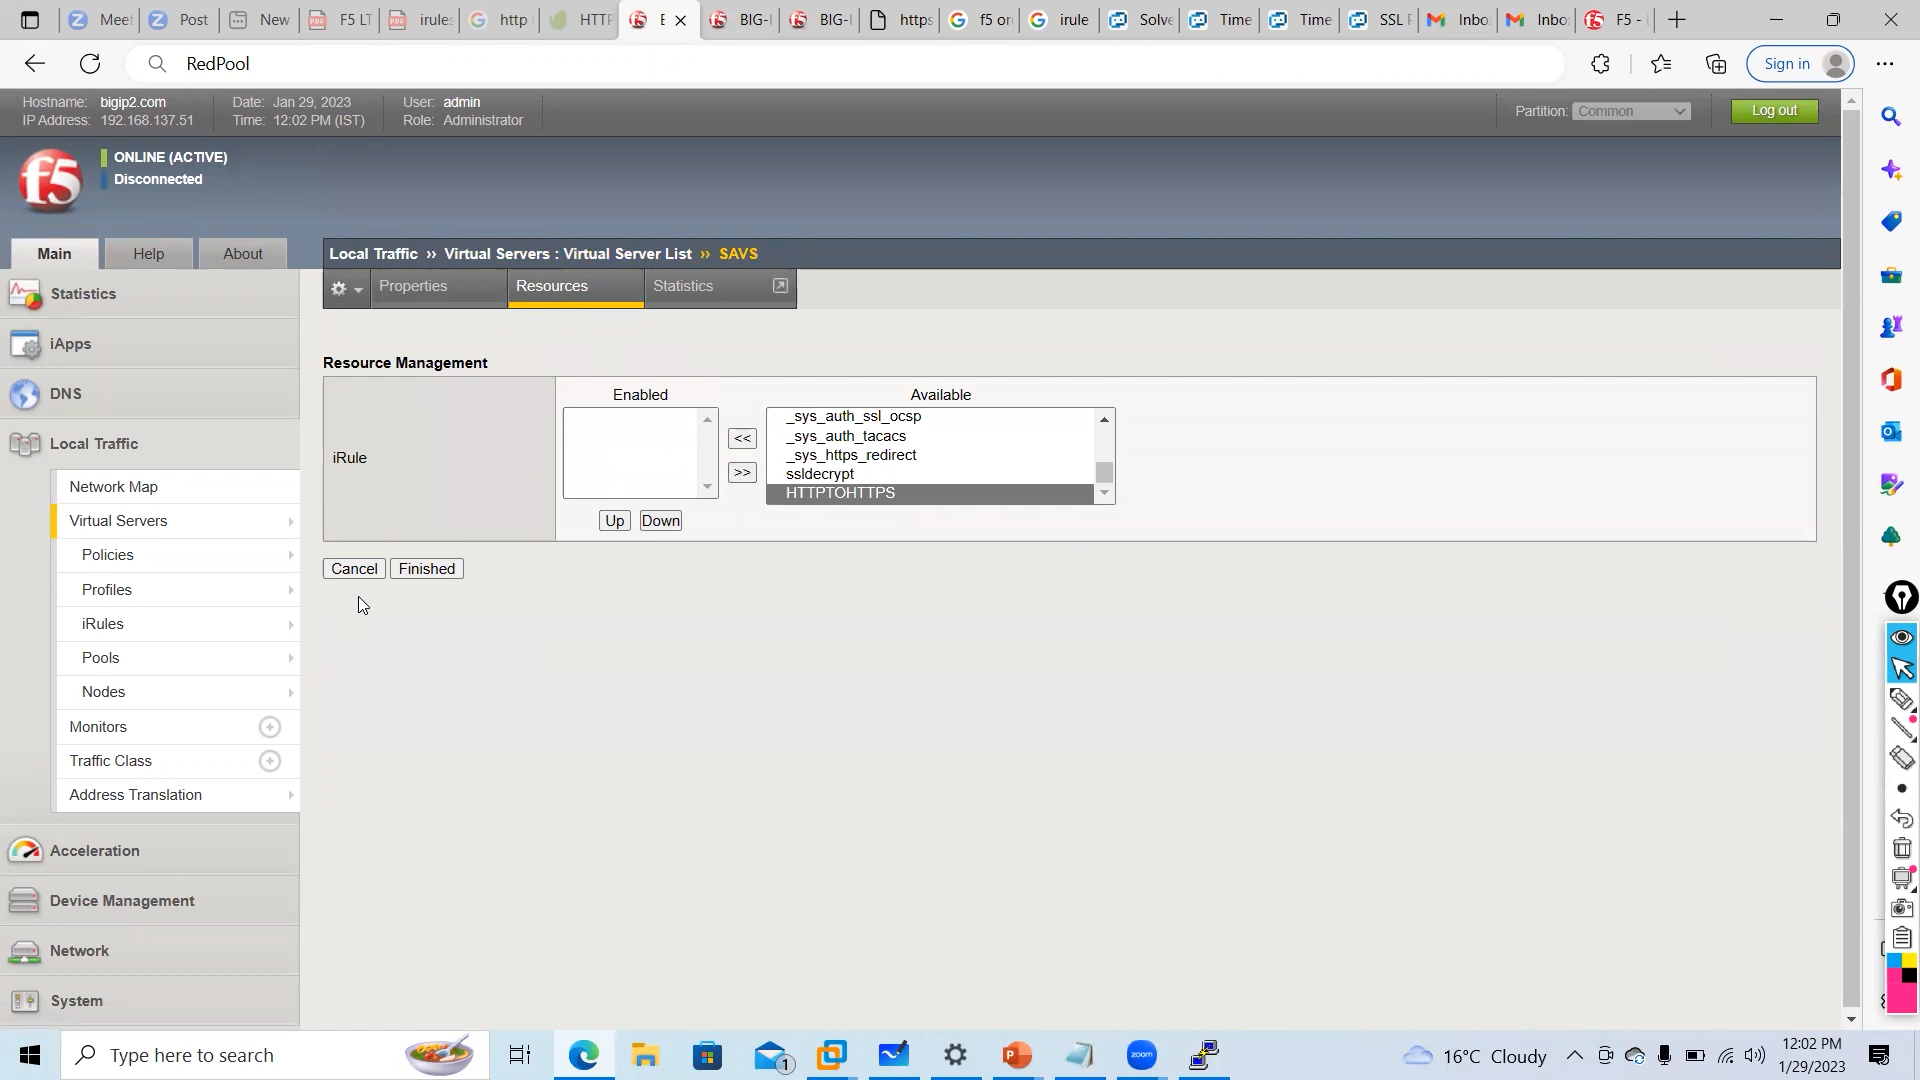 Meet
Post
New
F5 LT
irules
http
HTTP
E
BIG-I
BIG-I
https
f5 or
irule
Solve
Time
Time
SSL F
Inbo
Inbo
F5 -
RedPool
Sign in
Hostname: bigip2.com
IP Address: 192.168.137.51
Date: Jan 29, 2023
Time: 12:02 PM (IST)
User: admin
Role: Administrator
Partition: Common
Log out
f5
ONLINE (ACTIVE)
Disconnected
Main
Help
About
Local Traffic ›› Virtual Servers : Virtual Server List ›› SAVS
Properties
Resources
Statistics
Statistics
iApps
DNS
Local Traffic
Network Map
Virtual Servers
Policies
Profiles
iRules
Pools
Nodes
Monitors
Traffic Class
Address Translation
Acceleration
Device Management
Network
System
Resource Management
iRule
Enabled
Available
<<
>>
_sys_auth_ssl_ocsp
_sys_auth_tacacs
_sys_https_redirect
ssldecrypt
HTTPTOHTTPS
Up
Down
Cancel
Finished
Type here to search
1
zoom
16°C Cloudy
12:02 PM
1/29/2023